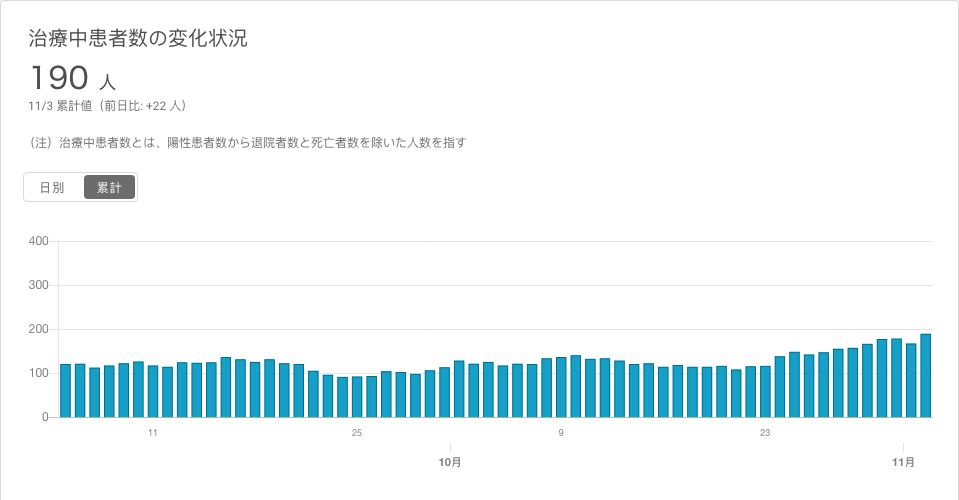 治療中患者数の変化状況
190 人
11/3 累計値（前日比: +22 人）
（注）治療中患者数とは、陽性患者数から退院者数と死亡者数を除いた人数を指す
日別 累計
400
300
200
100
0
11 25 9 23
10月 11月